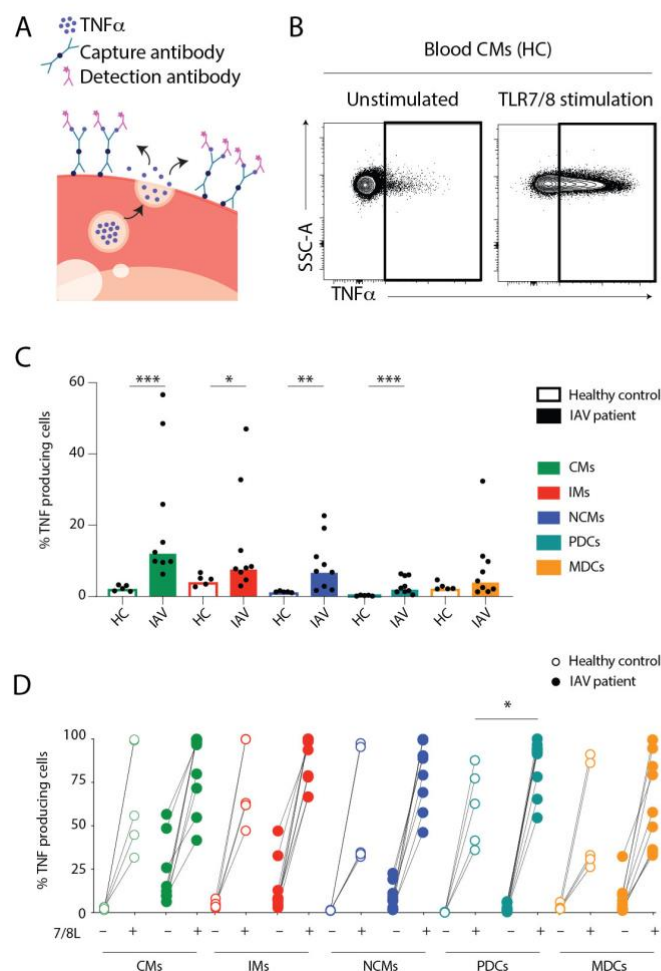 A
TNFα
Capture antibody
Detection antibody
B
Blood CMs (HC)
Unstimulated
TLR7/8 stimulation
SSC-A
TNFα
C
% TNF producing cells
60
40
20
0
***
*
**
***
HC
IAV
HC
IAV
HC
IAV
HC
IAV
HC
IAV
Healthy control
IAV patient
CMs
IMs
NCMs
PDCs
MDCs
D
Healthy control
IAV patient
*
% TNF producing cells
100
75
50
25
0
7/8L – + – + – + – + – + – + – + – + – + – +
CMs IMs NCMs PDCs MDCs